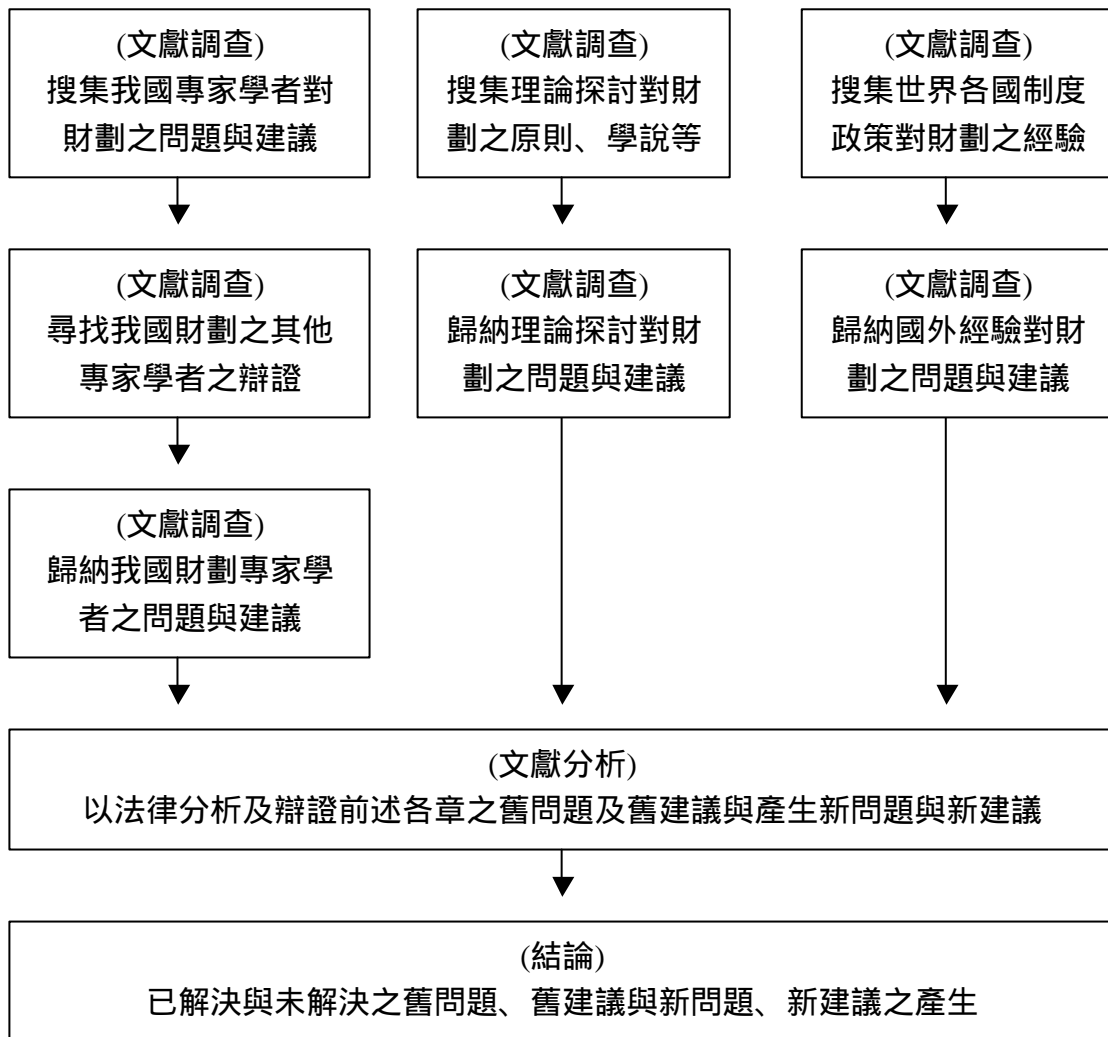 (文獻調查)
搜集我國專家學者對
財劃之問題與建議
(文獻調查)
搜集理論探討對財
劃之原則、學說等
(文獻調查)
搜集世界各國制度
政策對財劃之經驗
(文獻調查)
尋找我國財劃之其他
專家學者之辯證
(文獻調查)
歸納理論探討對財
劃之問題與建議
(文獻調查)
歸納國外經驗對財
劃之問題與建議
(文獻調查)
歸納我國財劃專家學
者之問題與建議
(文獻分析)
以法律分析及辯證前述各章之舊問題及舊建議與產生新問題與新建議
(結論)
已解決與未解決之舊問題、舊建議與新問題、新建議之產生